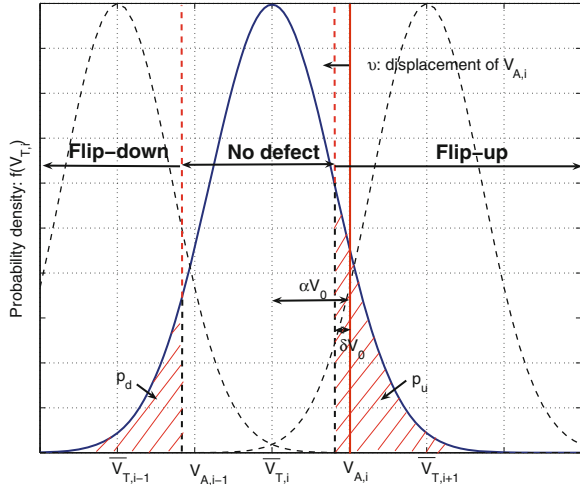 υ: displacement of V_{A,i}
Flip−down
No defect
Flip−up
Probability density: f(V_{T,i})
αV_0
δV_0
p_d
p_u
V̅_{T,i−1}
V_{A,i−1}
V̅_{T,i}
V_{A,i}
V̅_{T,i+1}